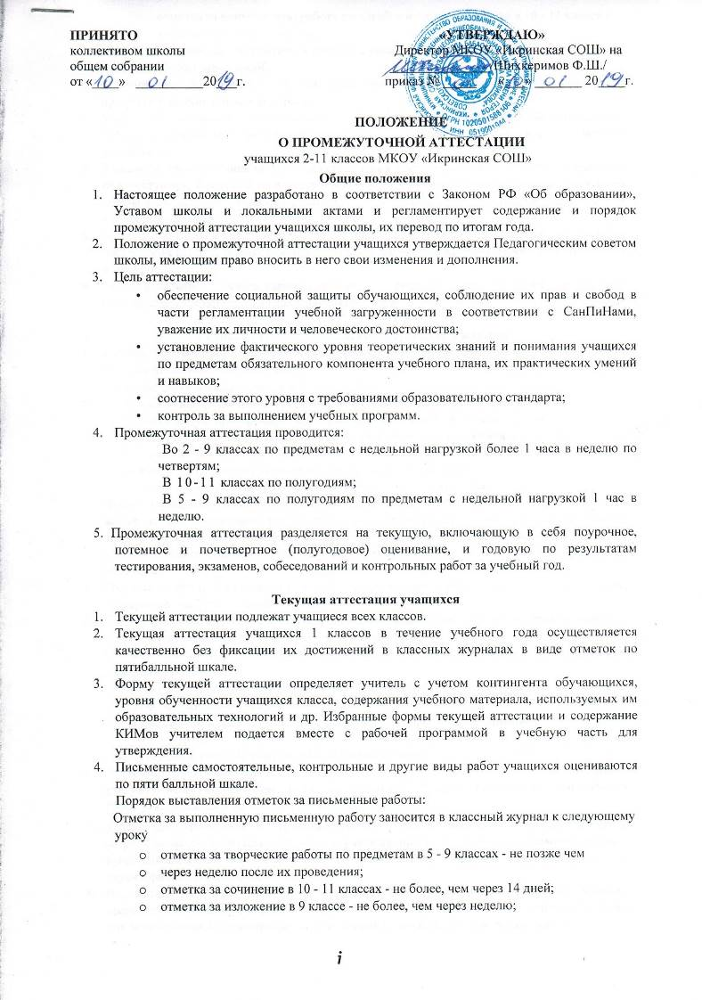 ПРИНЯТО
коллективом школы
общем собрании
от «10» 01 2019 г.
«УТВЕРЖДАЮ»
Директор МКОУ «Икринская СОШ» на
/Шихкеримов Ф.Ш./
приказ № « » 01 2019 г.
ОГРН 1020501588106
ПОЛОЖЕНИЕ
О ПРОМЕЖУТОЧНОЙ АТТЕСТАЦИИ
учащихся 2-11 классов МКОУ «Икринская СОШ»
Общие положения
1. Настоящее положение разработано в соответствии с Законом РФ «Об образовании»,
Уставом школы и локальными актами и регламентирует содержание и порядок
промежуточной аттестации учащихся школы, их перевод по итогам года.
2. Положение о промежуточной аттестации учащихся утверждается Педагогическим советом
школы, имеющим право вносить в него свои изменения и дополнения.
3. Цель аттестации:
• обеспечение социальной защиты обучающихся, соблюдение их прав и свобод в
части регламентации учебной загруженности в соответствии с СанПиНами,
уважение их личности и человеческого достоинства;
• установление фактического уровня теоретических знаний и понимания учащихся
по предметам обязательного компонента учебного плана, их практических умений
и навыков;
• соотнесение этого уровня с требованиями образовательного стандарта;
• контроль за выполнением учебных программ.
4. Промежуточная аттестация проводится:
Во 2 - 9 классах по предметам с недельной нагрузкой более 1 часа в неделю по
четвертям;
В 10-11 классах по полугодиям;
В 5 - 9 классах по полугодиям по предметам с недельной нагрузкой 1 час в
неделю.
5. Промежуточная аттестация разделяется на текущую, включающую в себя поурочное,
потемное и почетвертное (полугодовое) оценивание, и годовую по результатам
тестирования, экзаменов, собеседований и контрольных работ за учебный год.
Текущая аттестация учащихся
1. Текущей аттестации подлежат учащиеся всех классов.
2. Текущая аттестация учащихся 1 классов в течение учебного года осуществляется
качественно без фиксации их достижений в классных журналах в виде отметок по
пятибалльной шкале.
3. Форму текущей аттестации определяет учитель с учетом контингента обучающихся,
уровня обученности учащихся класса, содержания учебного материала, используемых им
образовательных технологий и др. Избранные формы текущей аттестации и содержание
КИМов учителем подается вместе с рабочей программой в учебную часть для
утверждения.
4. Письменные самостоятельные, контрольные и другие виды работ учащихся оцениваются
по пяти балльной шкале.
Порядок выставления отметок за письменные работы:
Отметка за выполненную письменную работу заносится в классный журнал к следующему
уроку
o отметка за творческие работы по предметам в 5 - 9 классах - не позже чем
o через неделю после их проведения;
o отметка за сочинение в 10 - 11 классах - не более, чем через 14 дней;
o отметка за изложение в 9 классе - не более, чем через неделю;
i